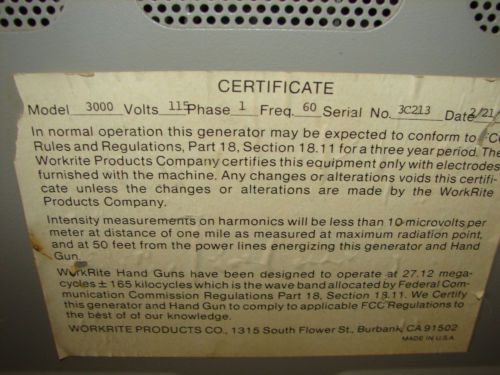 CERTIFICATE
Model 3000 Volts 115 Phase 1 Freq. 60 Serial No. 3C213 Date 2/21
In normal operation this generator may be expected to conform to
Rules and Regulations, Part 18, Section 18.11 for a three year period. The
Workrite Products Company certifies this equipment only with electrodes
furnished with the machine. Any changes or alterations voids this certifi-
cate unless the changes or alterations are made by the WorkRite
Products Company.
Intensity measurements on harmonics will be less than 10 microvolts per
meter at distance of one mile as measured at maximum radiation point,
and at 50 feet from the power lines energizing this generator and Hand
Gun.
WorkRite Hand Guns have been designed to operate at 27.12 mega-
cycles ± 165 kilocycles which is the wave band allocated by Federal Com-
munication Commission Regulations Part 18, Section 18.11. We Certify
this generator and Hand Gun to comply to applicable FCC Regulations to
the best of of our knowledge.
WORKRITE PRODUCTS CO., 1315 South Flower St., Burbank, CA 91502
MADE IN U.S.A.